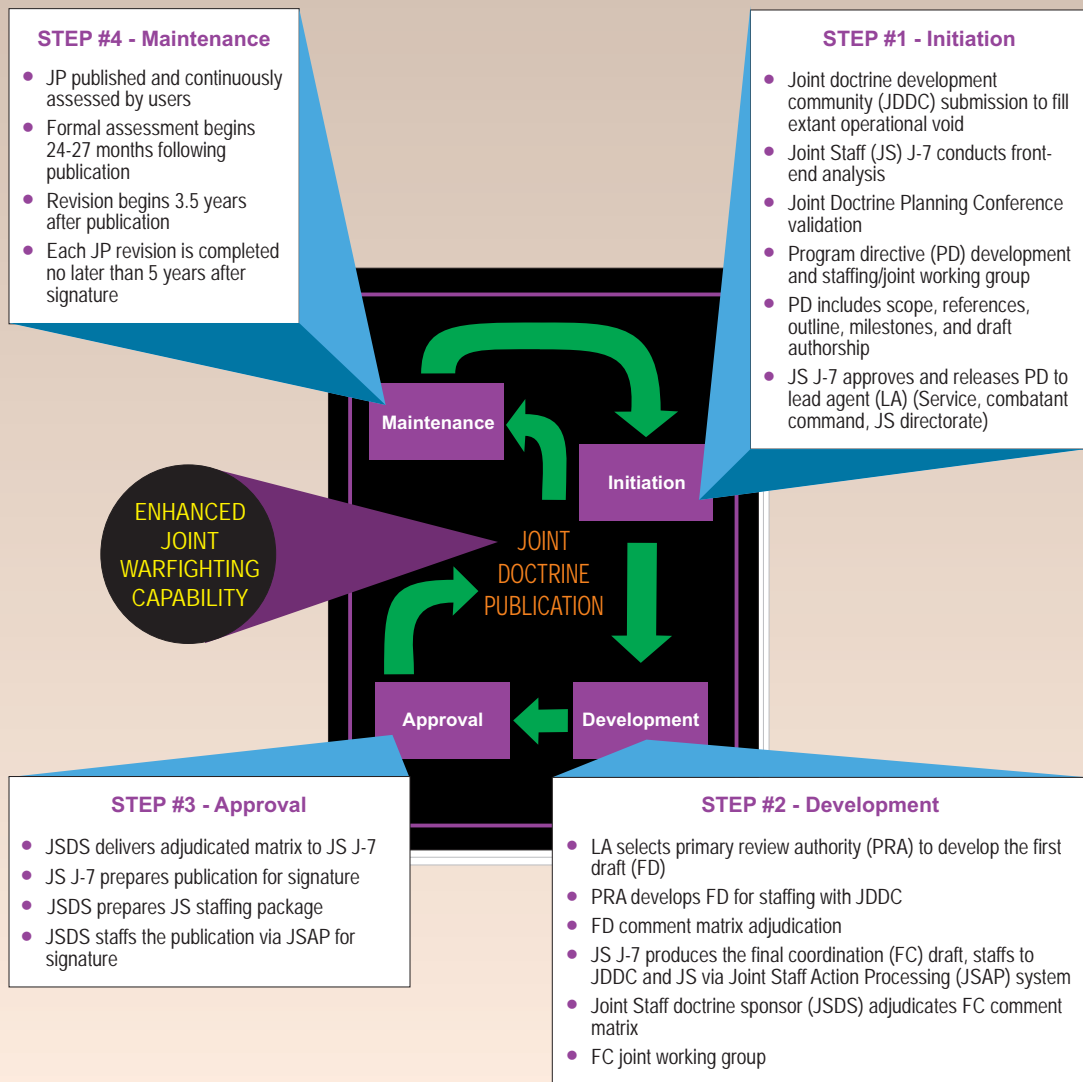 STEP #4 - Maintenance
• JP published and continuously
assessed by users
• Formal assessment begins
24-27 months following
publication
• Revision begins 3.5 years
after publication
• Each JP revision is completed
no later than 5 years after
signature
STEP #1 - Initiation
• Joint doctrine development
community (JDDC) submission to fill
extant operational void
• Joint Staff (JS) J-7 conducts front-
end analysis
• Joint Doctrine Planning Conference
validation
• Program directive (PD) development
and staffing/joint working group
• PD includes scope, references,
outline, milestones, and draft
authorship
• JS J-7 approves and releases PD to
lead agent (LA) (Service, combatant
command, JS directorate)
Maintenance
Initiation
ENHANCED
JOINT
WARFIGHTING
CAPABILITY
JOINT
DOCTRINE
PUBLICATION
Approval
Development
STEP #3 - Approval
• JSDS delivers adjudicated matrix to JS J-7
• JS J-7 prepares publication for signature
• JSDS prepares JS staffing package
• JSDS staffs the publication via JSAP for
signature
STEP #2 - Development
• LA selects primary review authority (PRA) to develop the first
draft (FD)
• PRA develops FD for staffing with JDDC
• FD comment matrix adjudication
• JS J-7 produces the final coordination (FC) draft, staffs to
JDDC and JS via Joint Staff Action Processing (JSAP) system
• Joint Staff doctrine sponsor (JSDS) adjudicates FC comment
matrix
• FC joint working group